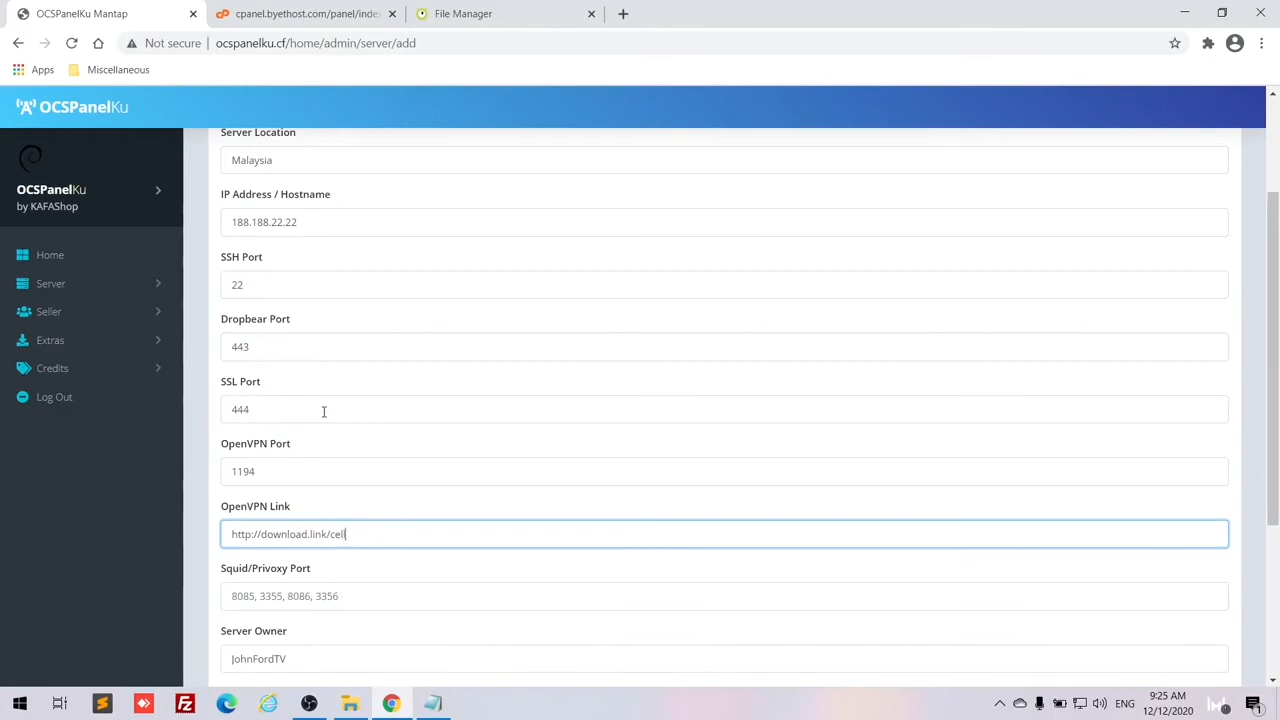 OCSPanelKu Mantap
cpanel.byethost.com/panel/inde
File Manager
Not secure
ocspanelku.cf/home/admin/server/add
Apps
Miscellaneous
OCSPanelKu
OCSPanelKu
by KAFAShop
Home
Server
Seller
Extras
Credits
Log Out
Server Location
Malaysia
IP Address / Hostname
188.188.22.22
SSH Port
22
Dropbear Port
443
SSL Port
444
OpenVPN Port
1194
OpenVPN Link
http://download.link/cell
Squid/Privoxy Port
8085, 3355, 8086, 3356
Server Owner
JohnFordTV
ENG
9:25 AM
12/12/2020